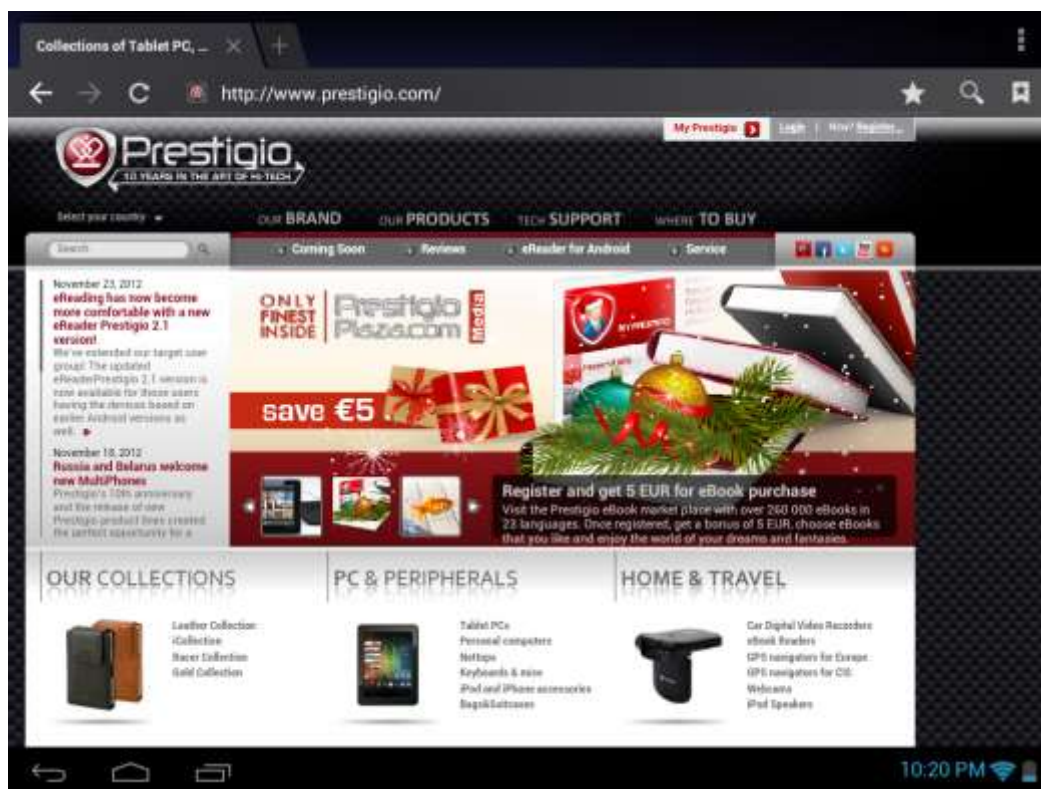 Collections of Tablet PC, ...
http://www.prestigio.com/
My Prestigio
Login | New? Register...
Prestigio
10 YEARS IN THE ART OF HI-TECH
Select your country
OUR BRAND
OUR PRODUCTS
TECH SUPPORT
WHERE TO BUY
Search
Coming Soon
Reviews
eReader for Android
Service
November 23, 2012
eReading has now become
more comfortable with a new
eReader Prestigio 2.1
version!
We've extended our target user
group! The updated
eReaderPrestigio 2.1 version is
now available for those users
having the devices based on
earlier Android versions as
well.
November 18, 2012
Russia and Belarus welcome
new MultiPhones
Prestigio's 10th anniversary
and the release of new
Prestigio product lines created
the perfect opportunity for a
ONLY
FINEST
INSIDE
Prestigio
Plaza.com
Media
MYPRESTIGIO
save €5
Register and get 5 EUR for eBook purchase
Visit the Prestigio eBook market place with over 260 000 eBooks in
23 languages. Once registered, get a bonus of 5 EUR, choose eBooks
that you like and enjoy the world of your dreams and fantasies.
OUR COLLECTIONS
Leather Collection
iCollection
Racer Collection
Gold Collection
PC & PERIPHERALS
Tablet PCs
Personal computers
Nettops
Keyboards & mice
iPod and iPhone accessories
Bags&Suitcases
HOME & TRAVEL
Car Digital Video Recorders
eBook Readers
GPS navigators for Europe
GPS navigators for CIS
Webcams
iPod Speakers
10:20 PM